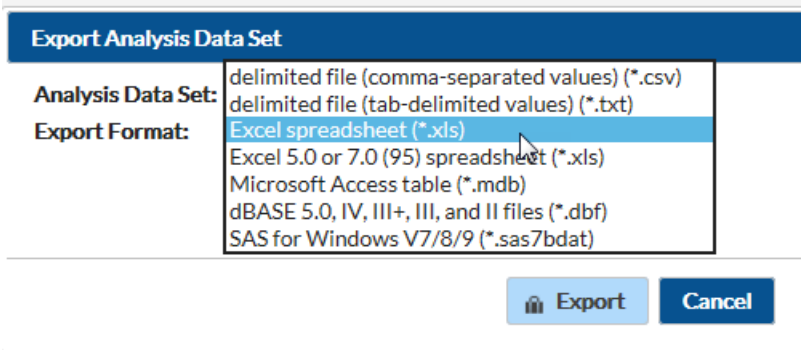 Export Analysis Data Set
Analysis Data Set:
Export Format:
delimited file (comma-separated values) (*.csv)
delimited file (tab-delimited values) (*.txt)
Excel spreadsheet (*.xls)
Excel 5.0 or 7.0 (95) spreadsheet (*.xls)
Microsoft Access table (*.mdb)
dBASE 5.0, IV, III+, III, and II files (*.dbf)
SAS for Windows V7/8/9 (*.sas7bdat)
Export Cancel